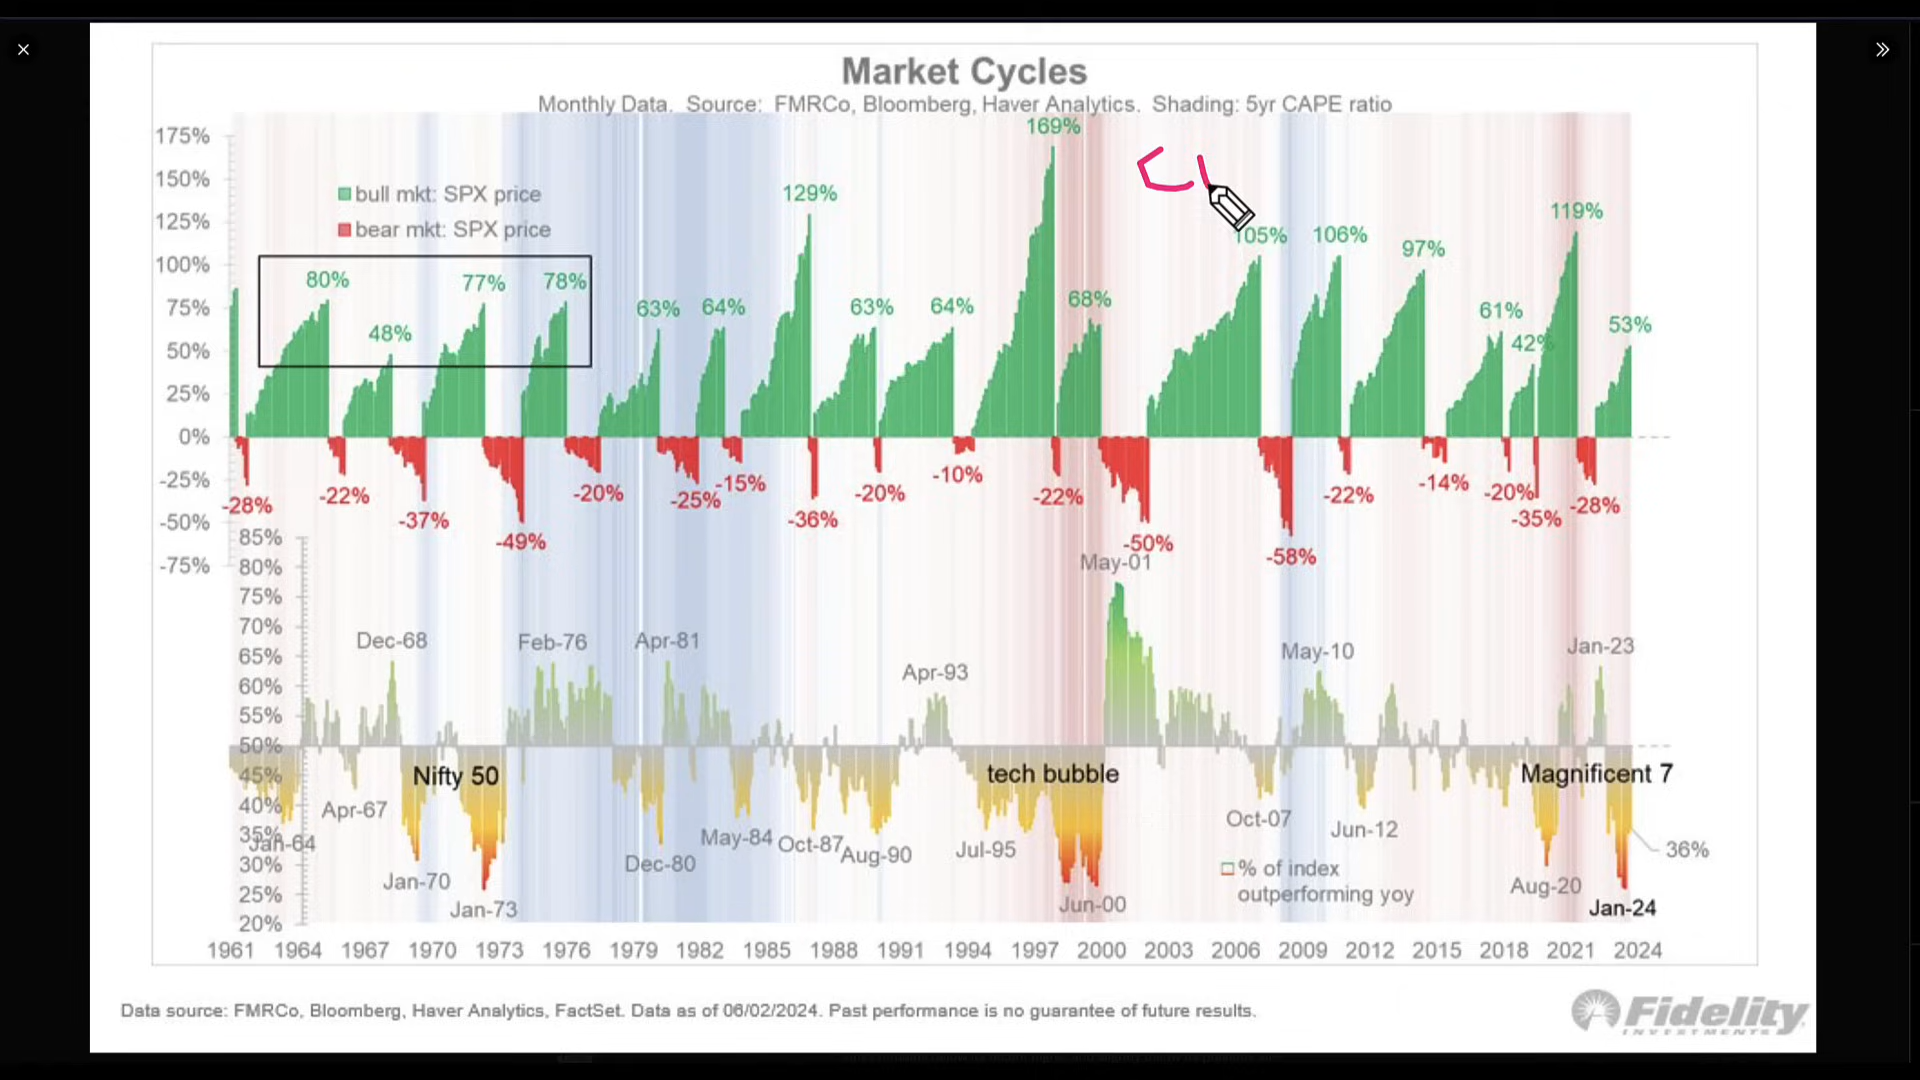 Market Cycles
Monthly Data. Source: FMRCo, Bloomberg, Haver Analytics. Shading: 5yr CAPE ratio
175%
150%
125%
100%
75%
50%
25%
0%
-25%
-50%
-75%
bull mkt: SPX price
bear mkt: SPX price
80%
48%
77%
78%
63%
64%
129%
63%
64%
169%
68%
105%
106%
97%
61%
42%
119%
53%
-28%
-22%
-37%
-49%
-20%
-25%
-15%
-36%
-20%
-10%
-22%
-50%
-58%
-22%
-14%
-20%
-35%
-28%
85%
80%
75%
70%
65%
60%
55%
50%
45%
40%
35%
30%
25%
20%
May-01
Dec-68
Feb-76
Apr-81
Apr-93
May-10
Jan-23
Nifty 50
tech bubble
Magnificent 7
Jan-64
Apr-67
Jan-70
Jan-73
Dec-80
May-84
Oct-87
Aug-90
Jul-95
Jun-00
Oct-07
Jun-12
Aug-20
Jan-24
36%
% of index
outperforming yoy
1961 1964 1967 1970 1973 1976 1979 1982 1985 1988 1991 1994 1997 2000 2003 2006 2009 2012 2015 2018 2021 2024
Data source: FMRCo, Bloomberg, Haver Analytics, FactSet. Data as of 06/02/2024. Past performance is no guarantee of future results.
Fidelity
INVESTMENTS